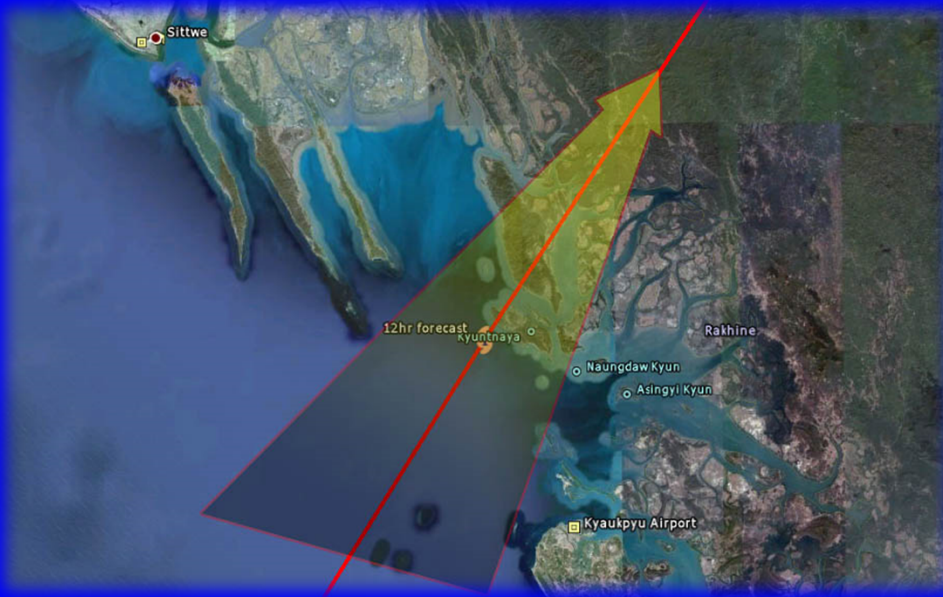 Sittwe
12hr forecast
Kyuntnaya
Rakhine
Naungdaw Kyun
Asingyi Kyun
Kyaukpyu Airport